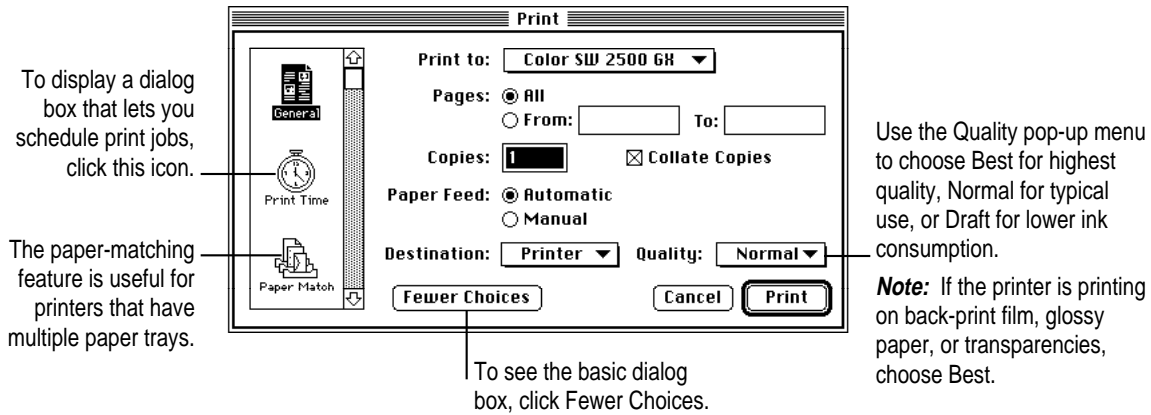 Print
To display a dialog
box that lets you
schedule print jobs,
click this icon.
The paper-matching
feature is useful for
printers that have
multiple paper trays.
General
Print Time
Paper Match
Print to: Color SW 2500 GX
Pages: All
From: To:
Copies: 1 Collate Copies
Paper Feed: Automatic
Manual
Destination: Printer Quality: Normal
Fewer Choices Cancel Print
Use the Quality pop-up menu
to choose Best for highest
quality, Normal for typical
use, or Draft for lower ink
consumption.
Note: If the printer is printing
on back-print film, glossy
paper, or transparencies,
choose Best.
To see the basic dialog
box, click Fewer Choices.